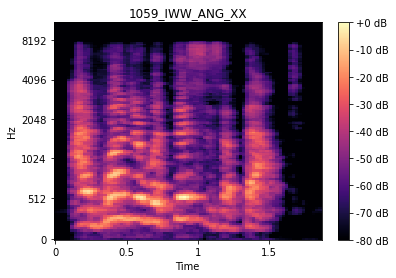 1059_IWW_ANG_XX
Hz
8192
4096
2048
1024
512
0
0
0.5
1
1.5
Time
+0 dB
-10 dB
-20 dB
-30 dB
-40 dB
-50 dB
-60 dB
-70 dB
-80 dB